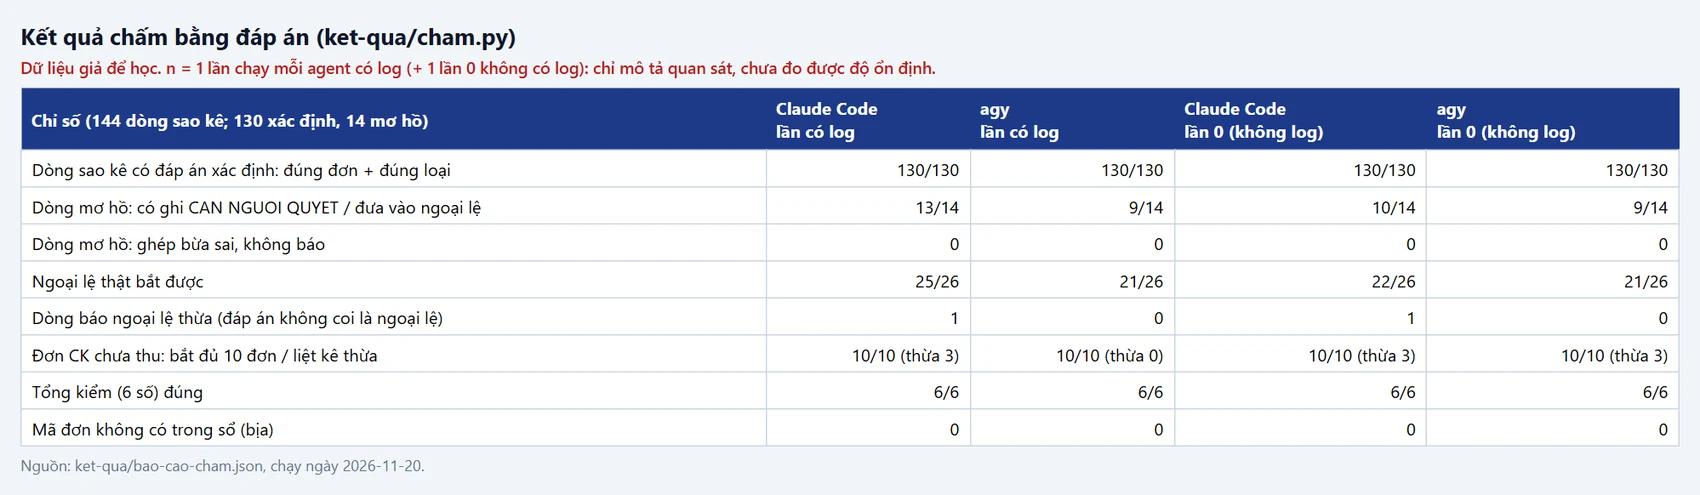 Kết quả chấm bằng đáp án (ket-qua/cham.py)
Dữ liệu giả để học. n = 1 lần chạy mỗi agent có log (+ 1 lần 0 không có log): chỉ mô tả quan sát, chưa đo được độ ổn định.
Chỉ số (144 dòng sao kê; 130 xác định, 14 mơ hồ) Claude Code lần có log agy lần có log Claude Code lần 0 (không log) agy lần 0 (không log)
Dòng sao kê có đáp án xác định: đúng đơn + đúng loại 130/130 130/130 130/130 130/130
Dòng mơ hồ: có ghi CAN NGUOI QUYET / đưa vào ngoại lệ 13/14 9/14 10/14 9/14
Dòng mơ hồ: ghép bừa sai, không báo 0 0 0 0
Ngoại lệ thật bắt được 25/26 21/26 22/26 21/26
Dòng báo ngoại lệ thừa (đáp án không coi là ngoại lệ) 1 0 1 0
Đơn CK chưa thu: bắt đủ 10 đơn / liệt kê thừa 10/10 (thừa 3) 10/10 (thừa 0) 10/10 (thừa 3) 10/10 (thừa 3)
Tổng kiểm (6 số) đúng 6/6 6/6 6/6 6/6
Mã đơn không có trong sổ (bịa) 0 0 0 0
Nguồn: ket-qua/bao-cao-cham.json, chạy ngày 2026-11-20.